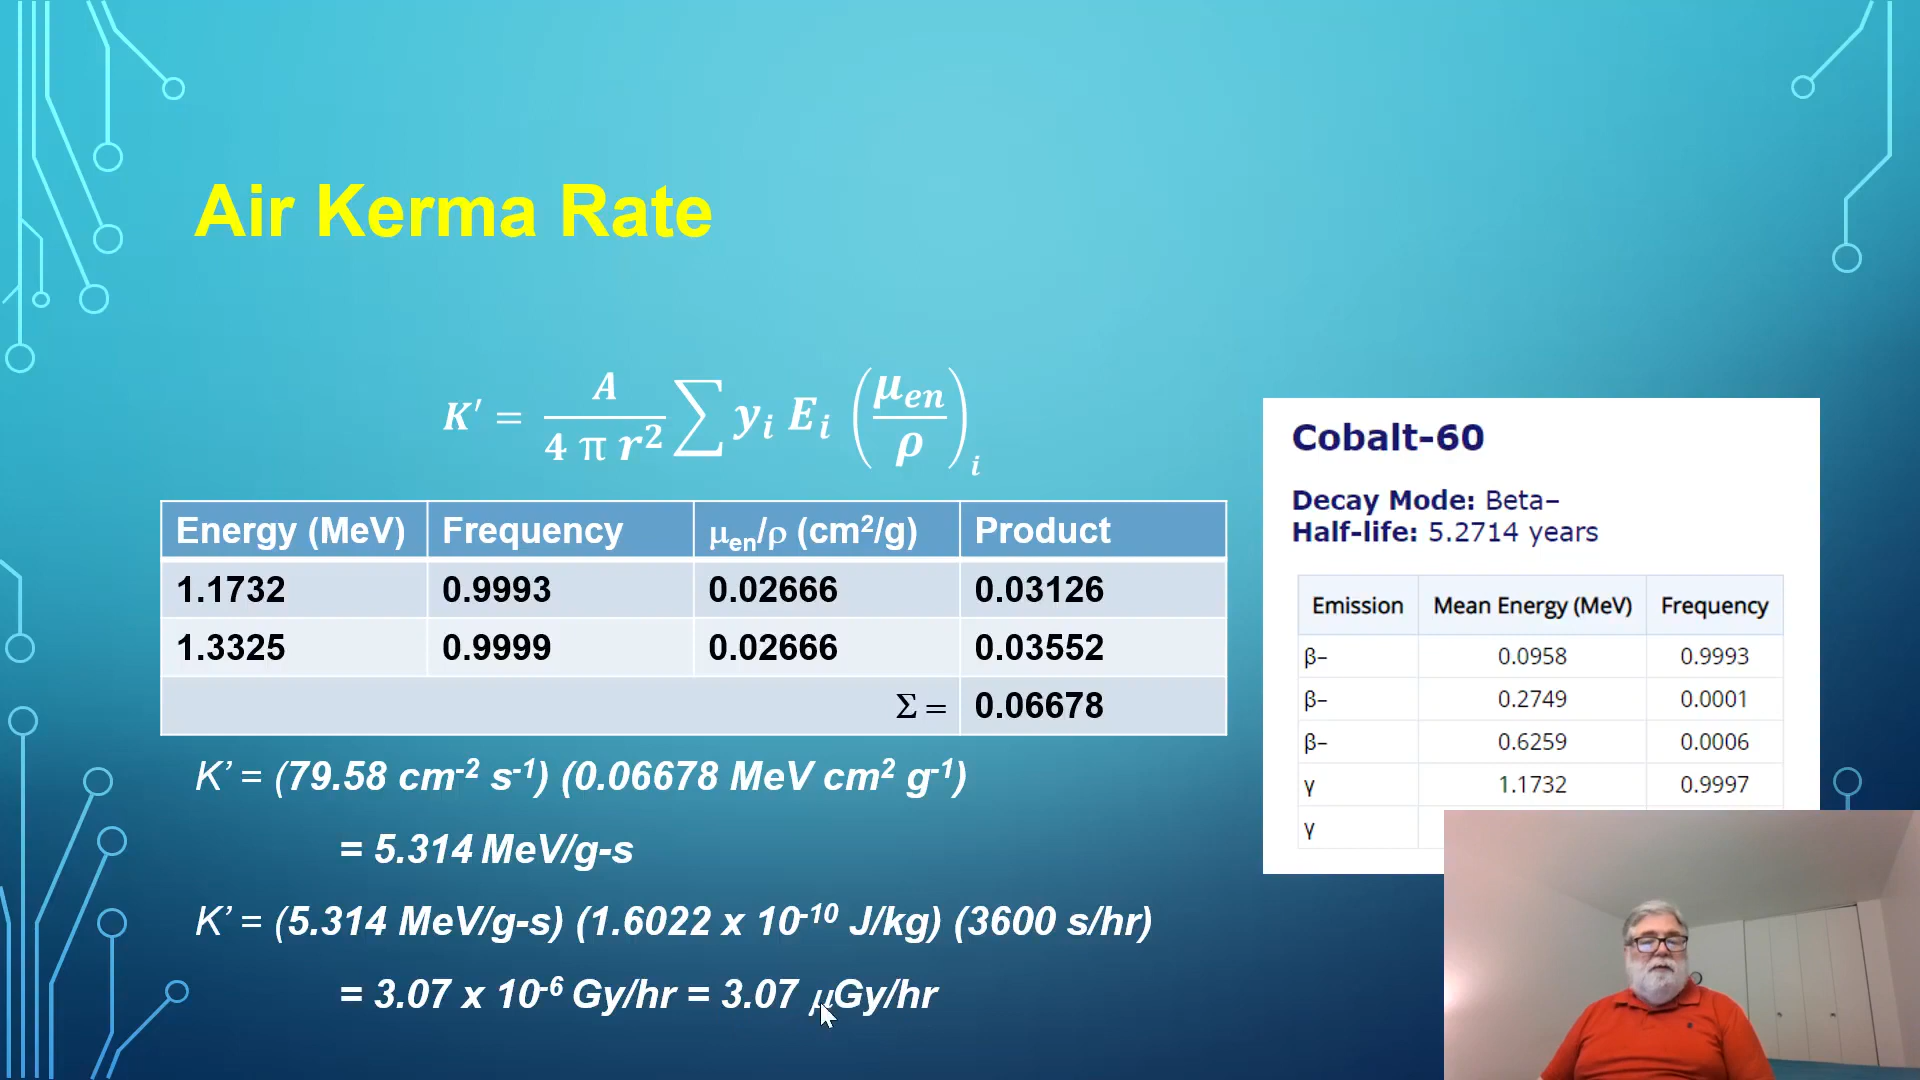 Air Kerma Rate
K′ = A / (4 π r²) ∑ yᵢ Eᵢ (μₑₙ/ρ)ᵢ
Energy (MeV) Frequency μen/ρ (cm²/g) Product
1.1732 0.9993 0.02666 0.03126
1.3325 0.9999 0.02666 0.03552
Σ = 0.06678
K’ = (79.58 cm⁻² s⁻¹) (0.06678 MeV cm² g⁻¹)
= 5.314 MeV/g-s
K’ = (5.314 MeV/g-s) (1.6022 x 10⁻¹⁰ J/kg) (3600 s/hr)
= 3.07 x 10⁻⁶ Gy/hr = 3.07 μGy/hr
Cobalt-60
Decay Mode: Beta–
Half-life: 5.2714 years
Emission Mean Energy (MeV) Frequency
β– 0.0958 0.9993
β– 0.2749 0.0001
β– 0.6259 0.0006
γ 1.1732 0.9997
γ